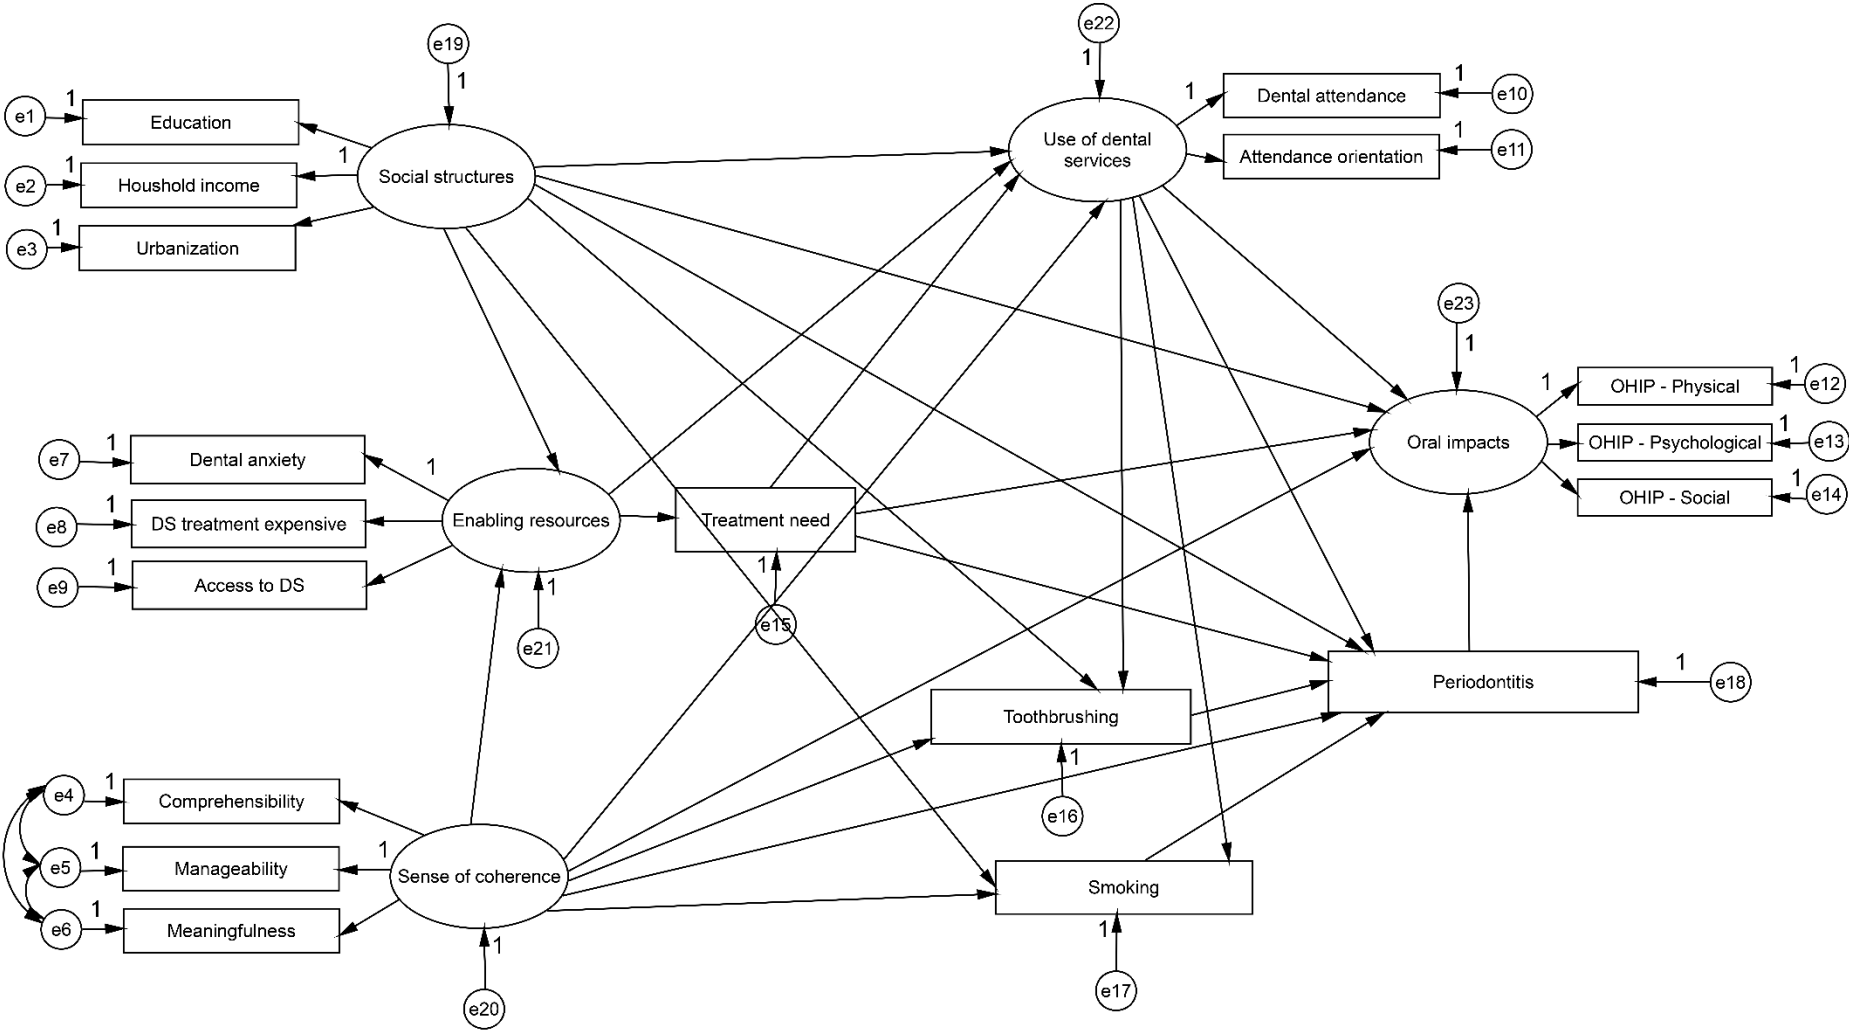 e19
1
e22
1
e1
1
Education
e2
1
Houshold income
e3
1
Urbanization
1
Social structures
Use of dental
services
1
Dental attendance
1
e10
Attendance orientation
1
e11
e23
1
e7
1
Dental anxiety
e8
1
DS treatment expensive
e9
1
Access to DS
1
Enabling resources
1
e21
Treatment need
1
e15
Oral impacts
1
OHIP - Physical
1
e12
OHIP - Psychological
1
e13
OHIP - Social
1
e14
Periodontitis
1
e18
Toothbrushing
1
e16
e4
1
Comprehensibility
e5
1
Manageability
e6
1
Meaningfulness
1
Sense of coherence
1
e20
Smoking
1
e17